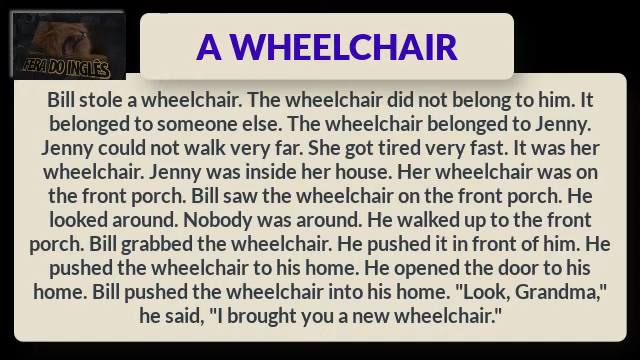 FERA DO INGLÊS
A WHEELCHAIR
Bill stole a wheelchair. The wheelchair did not belong to him. It
belonged to someone else. The wheelchair belonged to Jenny.
Jenny could not walk very far. She got tired very fast. It was her
wheelchair. Jenny was inside her house. Her wheelchair was on
the front porch. Bill saw the wheelchair on the front porch. He
looked around. Nobody was around. He walked up to the front
porch. Bill grabbed the wheelchair. He pushed it in front of him. He
pushed the wheelchair to his home. He opened the door to his
home. Bill pushed the wheelchair into his home. "Look, Grandma,"
he said, "I brought you a new wheelchair."